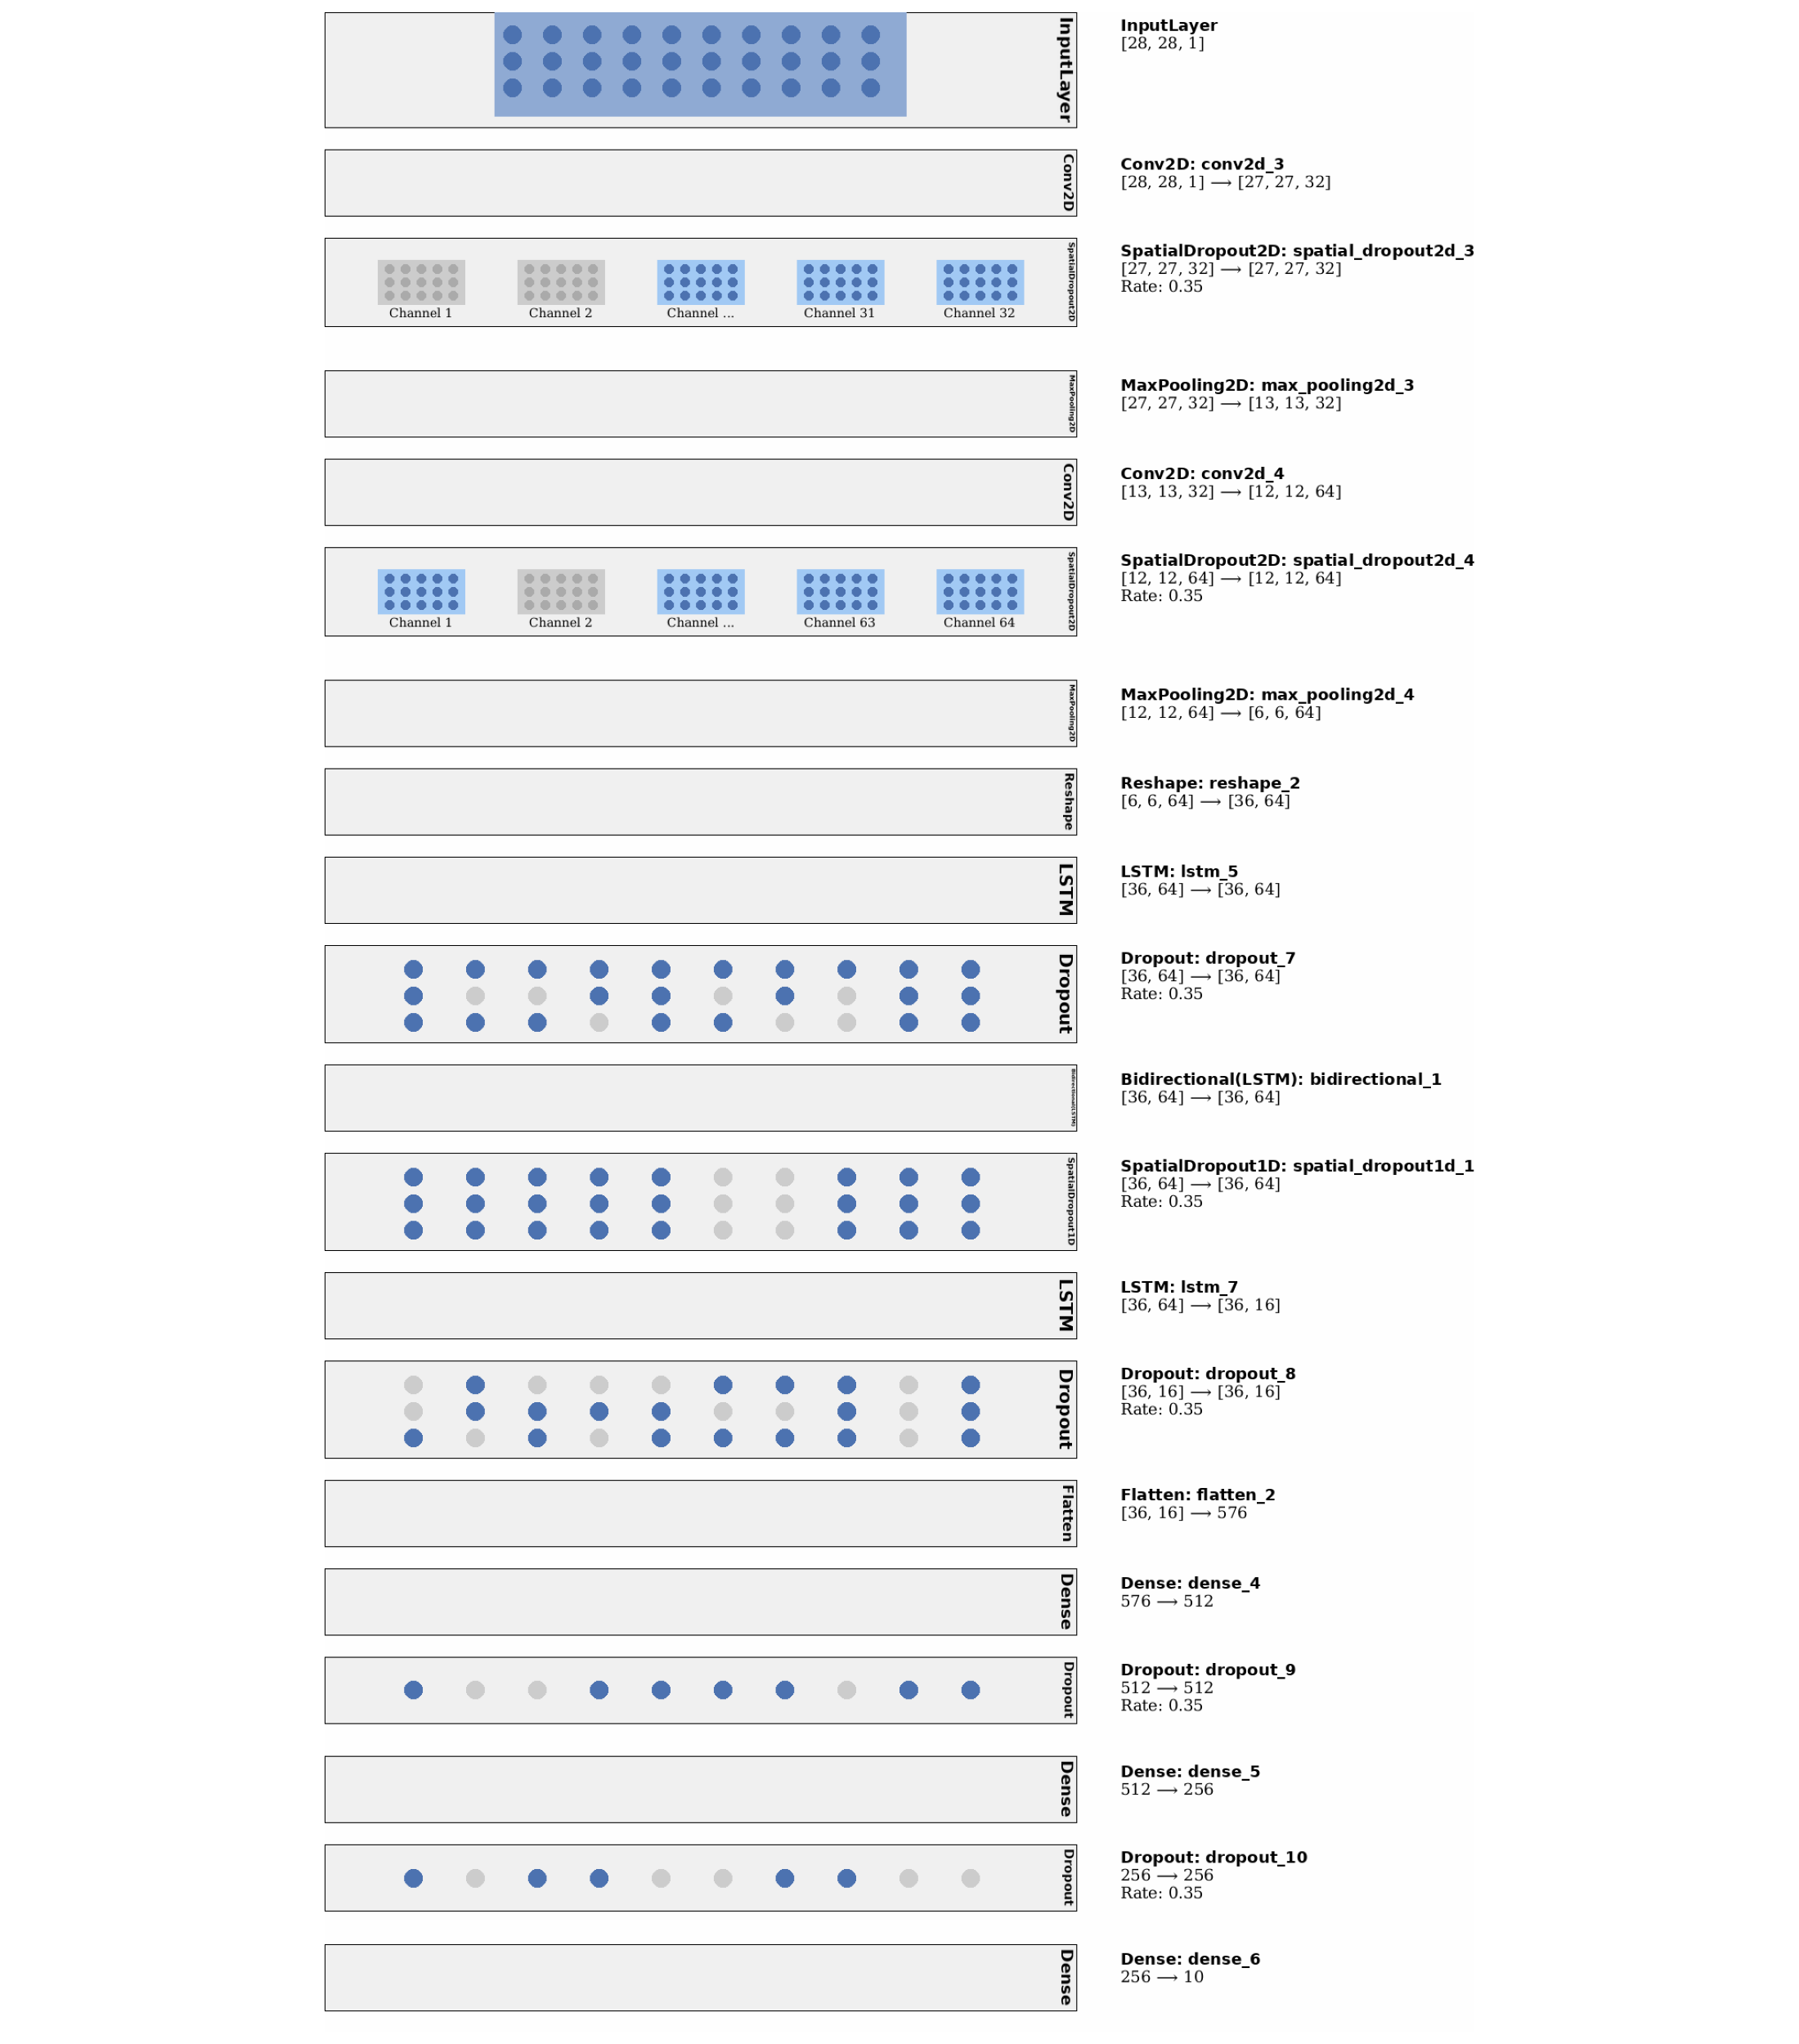 InputLayer
InputLayer
[28, 28, 1]
Conv2D
Conv2D: conv2d_3
[28, 28, 1] ⟶ [27, 27, 32]
SpatialDropout2D
SpatialDropout2D: spatial_dropout2d_3
[27, 27, 32] ⟶ [27, 27, 32]
Rate: 0.35
Channel 1 Channel 2 Channel ... Channel 31 Channel 32
MaxPooling2D
MaxPooling2D: max_pooling2d_3
[27, 27, 32] ⟶ [13, 13, 32]
Conv2D
Conv2D: conv2d_4
[13, 13, 32] ⟶ [12, 12, 64]
SpatialDropout2D
SpatialDropout2D: spatial_dropout2d_4
[12, 12, 64] ⟶ [12, 12, 64]
Rate: 0.35
Channel 1 Channel 2 Channel ... Channel 63 Channel 64
MaxPooling2D
MaxPooling2D: max_pooling2d_4
[12, 12, 64] ⟶ [6, 6, 64]
Reshape
Reshape: reshape_2
[6, 6, 64] ⟶ [36, 64]
LSTM
LSTM: lstm_5
[36, 64] ⟶ [36, 64]
Dropout
Dropout: dropout_7
[36, 64] ⟶ [36, 64]
Rate: 0.35
Bidirectional(LSTM)
Bidirectional(LSTM): bidirectional_1
[36, 64] ⟶ [36, 64]
SpatialDropout1D
SpatialDropout1D: spatial_dropout1d_1
[36, 64] ⟶ [36, 64]
Rate: 0.35
LSTM
LSTM: lstm_7
[36, 64] ⟶ [36, 16]
Dropout
Dropout: dropout_8
[36, 16] ⟶ [36, 16]
Rate: 0.35
Flatten
Flatten: flatten_2
[36, 16] ⟶ 576
Dense
Dense: dense_4
576 ⟶ 512
Dropout
Dropout: dropout_9
512 ⟶ 512
Rate: 0.35
Dense
Dense: dense_5
512 ⟶ 256
Dropout
Dropout: dropout_10
256 ⟶ 256
Rate: 0.35
Dense
Dense: dense_6
256 ⟶ 10